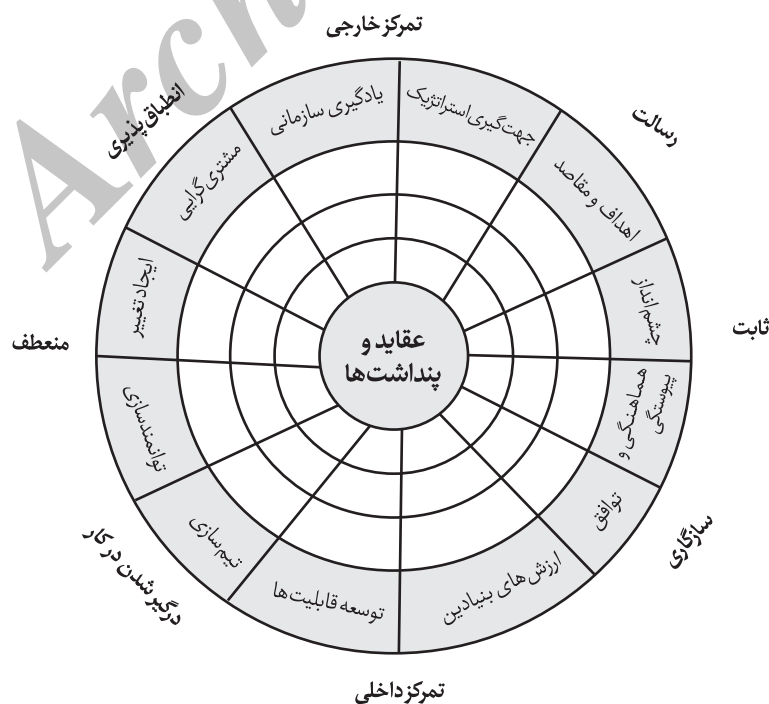 Arch
تمرکز خارجی
انطباق‌پذیری
رسالت
یادگیری سازمانی
جهت‌گیری استراتژیک
مشتری‌گرایی
اهداف و مقاصد
ایجاد تغییر
چشم‌انداز
منعطف
ثابت
عقاید و
پنداشت‌ها
توانمندسازی
هماهنگی و
پیوستگی
تیم‌سازی
توافق
توسعه قابلیت‌ها
ارزش‌های بنیادین
درگیر شدن در کار
سازگاری
تمرکز داخلی